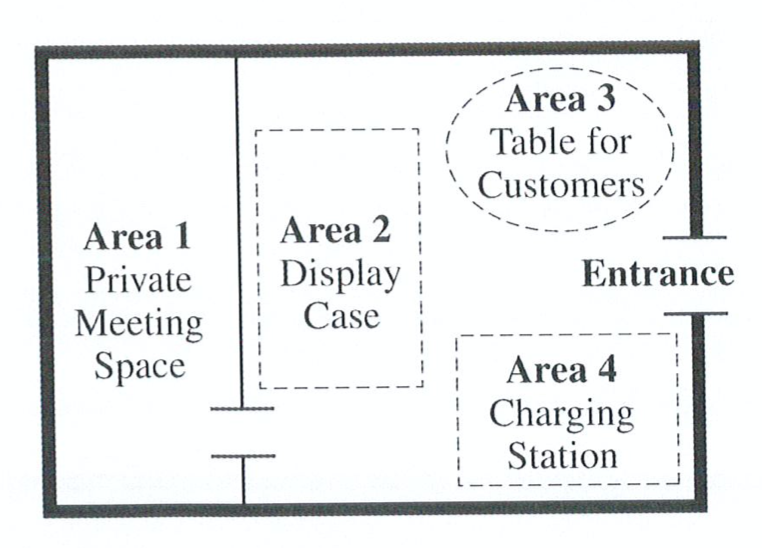 Area 1
Private
Meeting
Space
Area 2
Display
Case
Area 3
Table for
Customers
Entrance
Area 4
Charging
Station